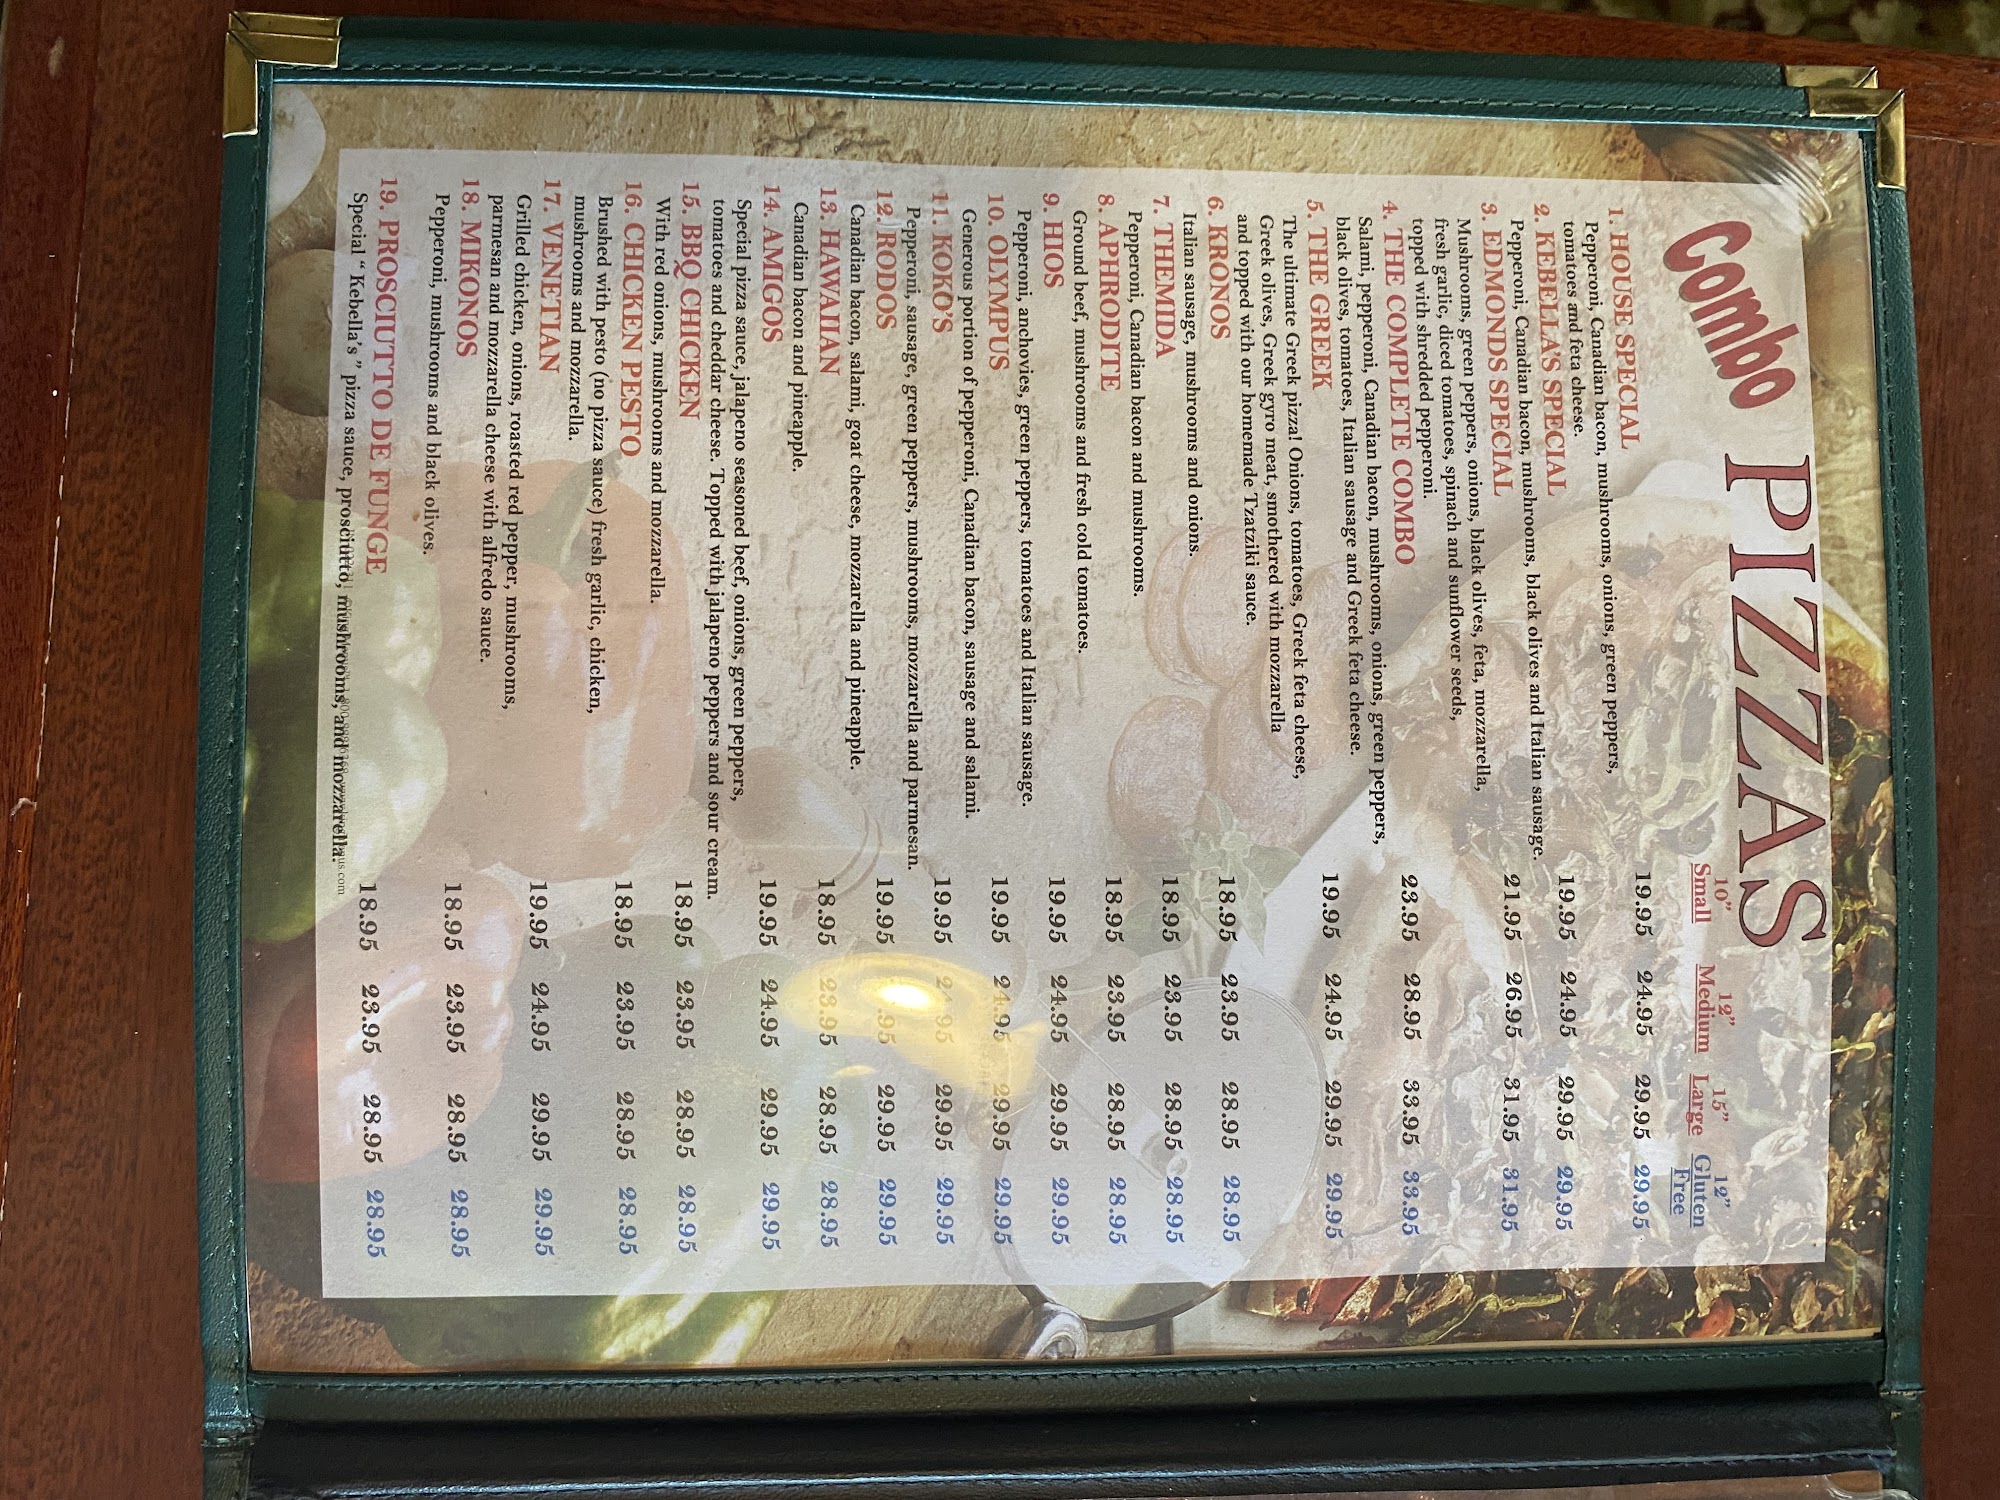 Combo PIZZAS
10" 12" 15" 12"
Small Medium Large Gluten
Free
1. HOUSE SPECIAL
Pepperoni, Canadian bacon, mushrooms, onions, green peppers,
tomatoes and feta cheese.
19.95 24.95 29.95 29.95
2. KEBELLA'S SPECIAL
Pepperoni, Canadian bacon, mushrooms, black olives and Italian sausage.
19.95 24.95 29.95 29.95
3. EDMONDS SPECIAL
Mushrooms, green peppers, onions, black olives, feta, mozzarella,
fresh garlic, diced tomatoes, spinach and sunflower seeds,
topped with shredded pepperoni.
21.95 26.95 31.95 31.95
4. THE COMPLETE COMBO
Salami, pepperoni, Canadian bacon, mushrooms, onions, green peppers,
black olives, tomatoes, Italian sausage and Greek feta cheese.
23.95 28.95 33.95 33.95
5. THE GREEK
The ultimate Greek pizza! Onions, tomatoes, Greek feta cheese,
Greek olives, Greek gyro meat, smothered with mozzarella
and topped with our homemade Tzatziki sauce.
19.95 24.95 29.95 29.95
6. KRONOS
Italian sausage, mushrooms and onions.
18.95 23.95 28.95 28.95
7. THEMIDA
Pepperoni, Canadian bacon and mushrooms.
18.95 23.95 28.95 28.95
8. APHRODITE
Ground beef, mushrooms and fresh cold tomatoes.
18.95 23.95 28.95 28.95
9. HIOS
Pepperoni, anchovies, green peppers, tomatoes and Italian sausage.
19.95 24.95 29.95 29.95
10. OLYMPUS
Generous portion of pepperoni, Canadian bacon, sausage and salami.
19.95 24.95 29.95 29.95
11. KOKO'S
Pepperoni, sausage, green peppers, mushrooms, mozzarella and parmesan.
19.95 24.95 29.95 29.95
12. RODOS
Canadian bacon, salami, goat cheese, mozzarella and pineapple.
19.95 .95 29.95 29.95
13. HAWAIIAN
Canadian bacon and pineapple.
18.95 23.95 28.95 28.95
14. AMIGOS
Special pizza sauce, jalapeno seasoned beef, onions, green peppers,
tomatoes and cheddar cheese. Topped with jalapeno peppers and sour cream.
19.95 24.95 29.95 29.95
15. BBQ CHICKEN
With red onions, mushrooms and mozzarella.
18.95 23.95 28.95 28.95
16. CHICKEN PESTO
Brushed with pesto (no pizza sauce) fresh garlic, chicken,
mushrooms and mozzarella.
18.95 23.95 28.95 28.95
17. VENETIAN
Grilled chicken, onions, roasted red pepper, mushrooms,
parmesan and mozzarella cheese with alfredo sauce.
19.95 24.95 29.95 29.95
18. MIKONOS
Pepperoni, mushrooms and black olives.
18.95 23.95 28.95 28.95
19. PROSCIUTTO DE FUNGE
Special " Kebella's " pizza sauce, prosciutto, mushrooms, and mozzarella.
18.95 23.95 28.95 28.95